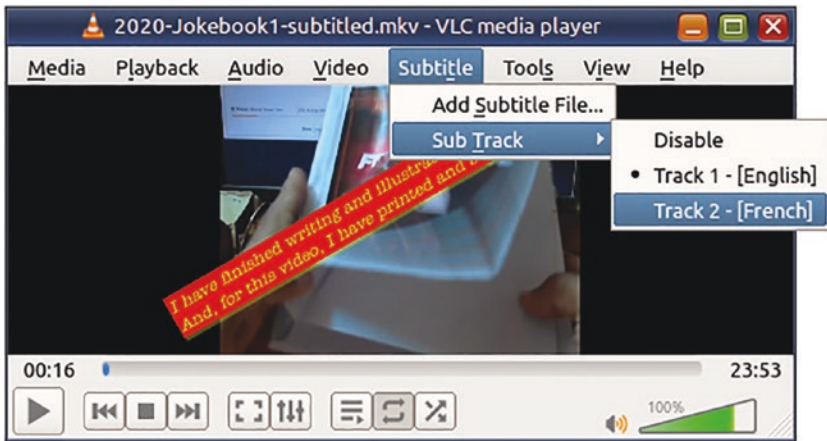 2020-Jokebook1-subtitled.mkv - VLC media player
Media Playback Audio Video Subtitle Tools View Help
Add Subtitle File...
Sub Track
Disable
• Track 1 - [English]
Track 2 - [French]
I have finished writing and
And, for this video, I have printed and
00:16 23:53
100%